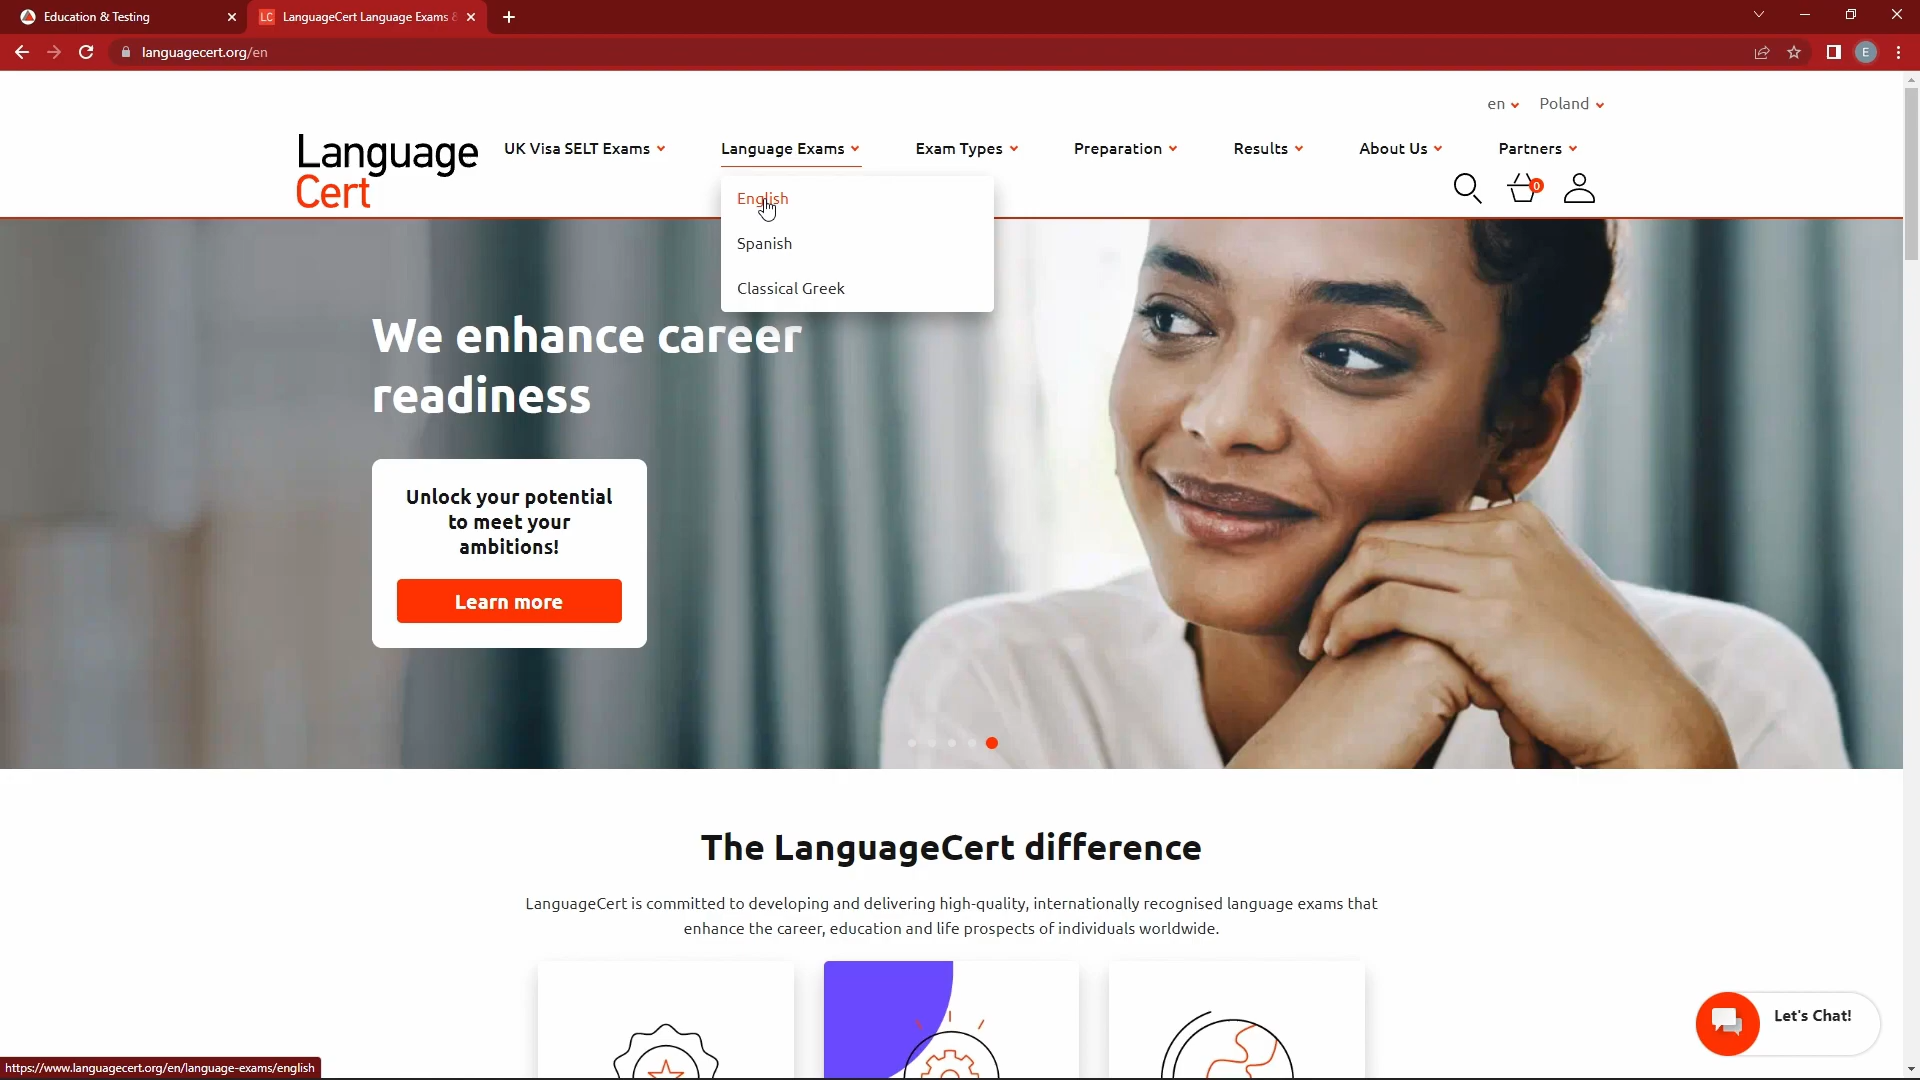 Education & Testing
LanguageCert Language Exams &
languagecert.org/en
E
en
Poland
Language
Cert
UK Visa SELT Exams
Language Exams
Exam Types
Preparation
Results
About Us
Partners
0
English
Spanish
Classical Greek
We enhance career
readiness
Unlock your potential
to meet your
ambitions!
Learn more
The LanguageCert difference
LanguageCert is committed to developing and delivering high-quality, internationally recognised language exams that
enhance the career, education and life prospects of individuals worldwide.
Let's Chat!
https://www.languagecert.org/en/language-exams/english